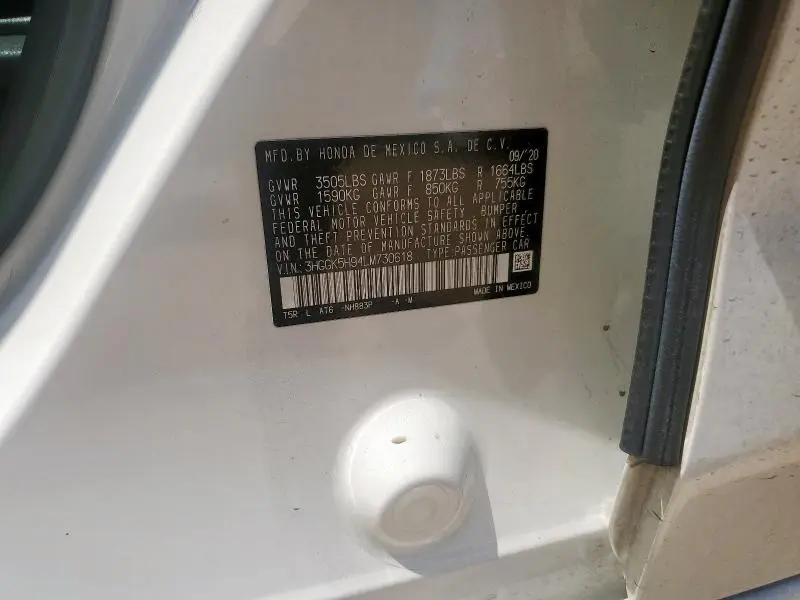 MFD.BY HONDA DE MEXICO S.A. DE C.V.
09/'20
GVWR 3505LBS GAWR F 1873LBS R 1664LBS
GVWR 1590KG GAWR F 850KG R 755KG
THIS VEHICLE CONFORMS TO ALL APPLICABLE
FEDERAL MOTOR VEHICLE SAFETY, BUMPER
AND THEFT PREVENTION STANDARDS IN EFFECT
ON THE DATE OF MANUFACTURE SHOWN ABOVE.
V.I.N.: 3HGGK5H94LM730618 TYPE:PASSENGER CAR
MADE IN MEXICO
T5R L AT6 -NH883P -A -M